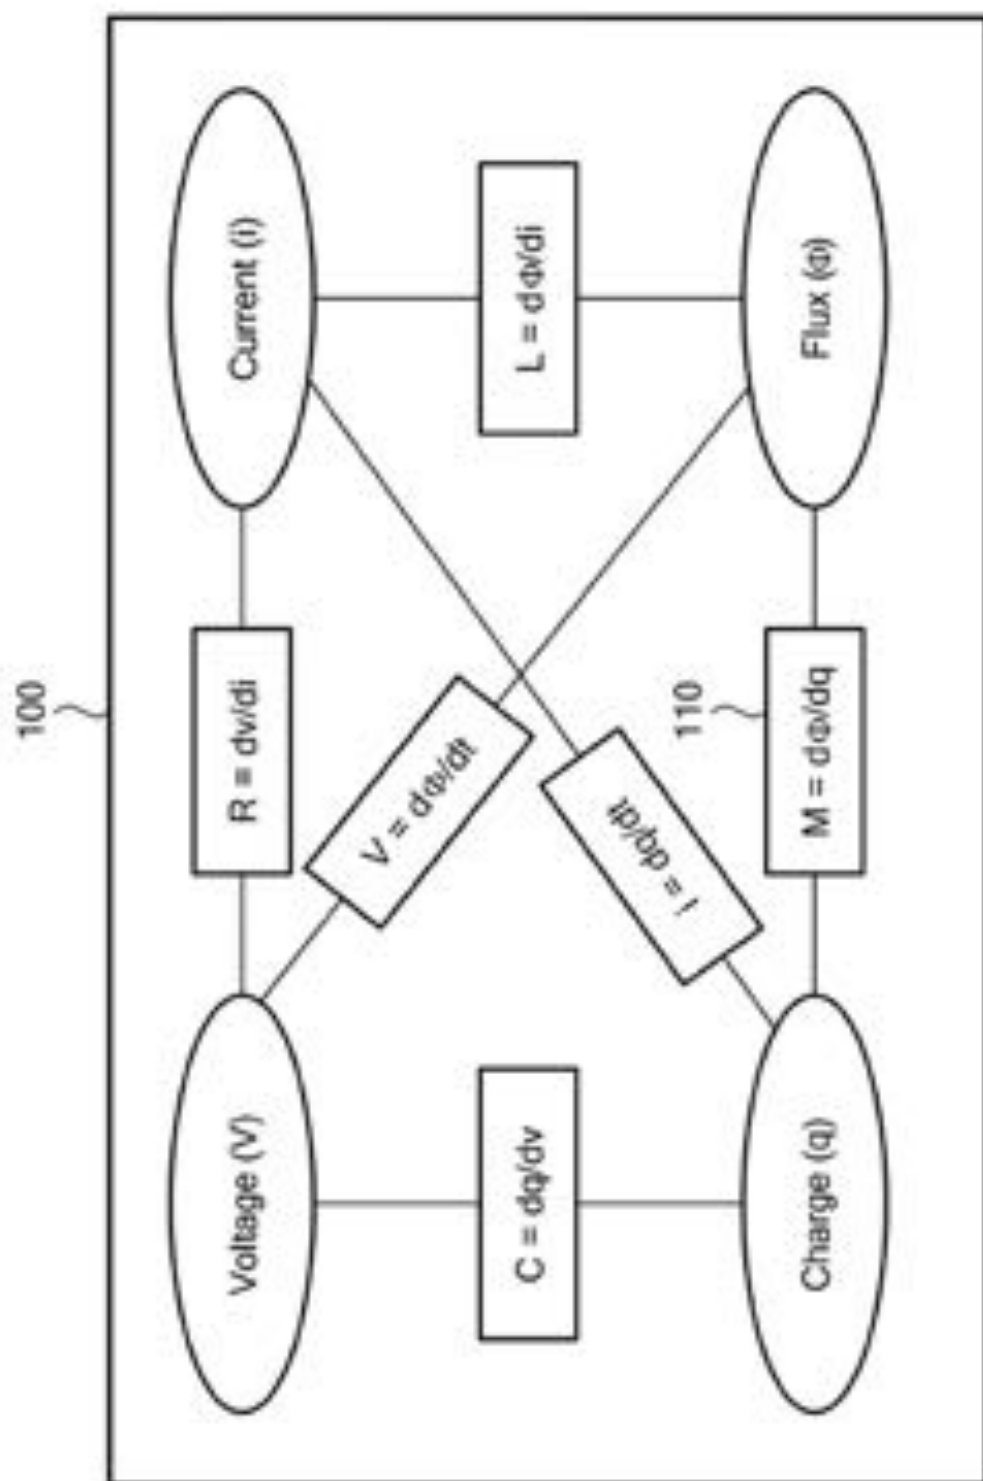 100
Voltage (V)
R = dv/di
Current (i)
V = dΦ/dt
C = dq/dv
L = dΦ/di
i = dq/dt
110
Charge (q)
M = dΦ/dq
Flux (Φ)